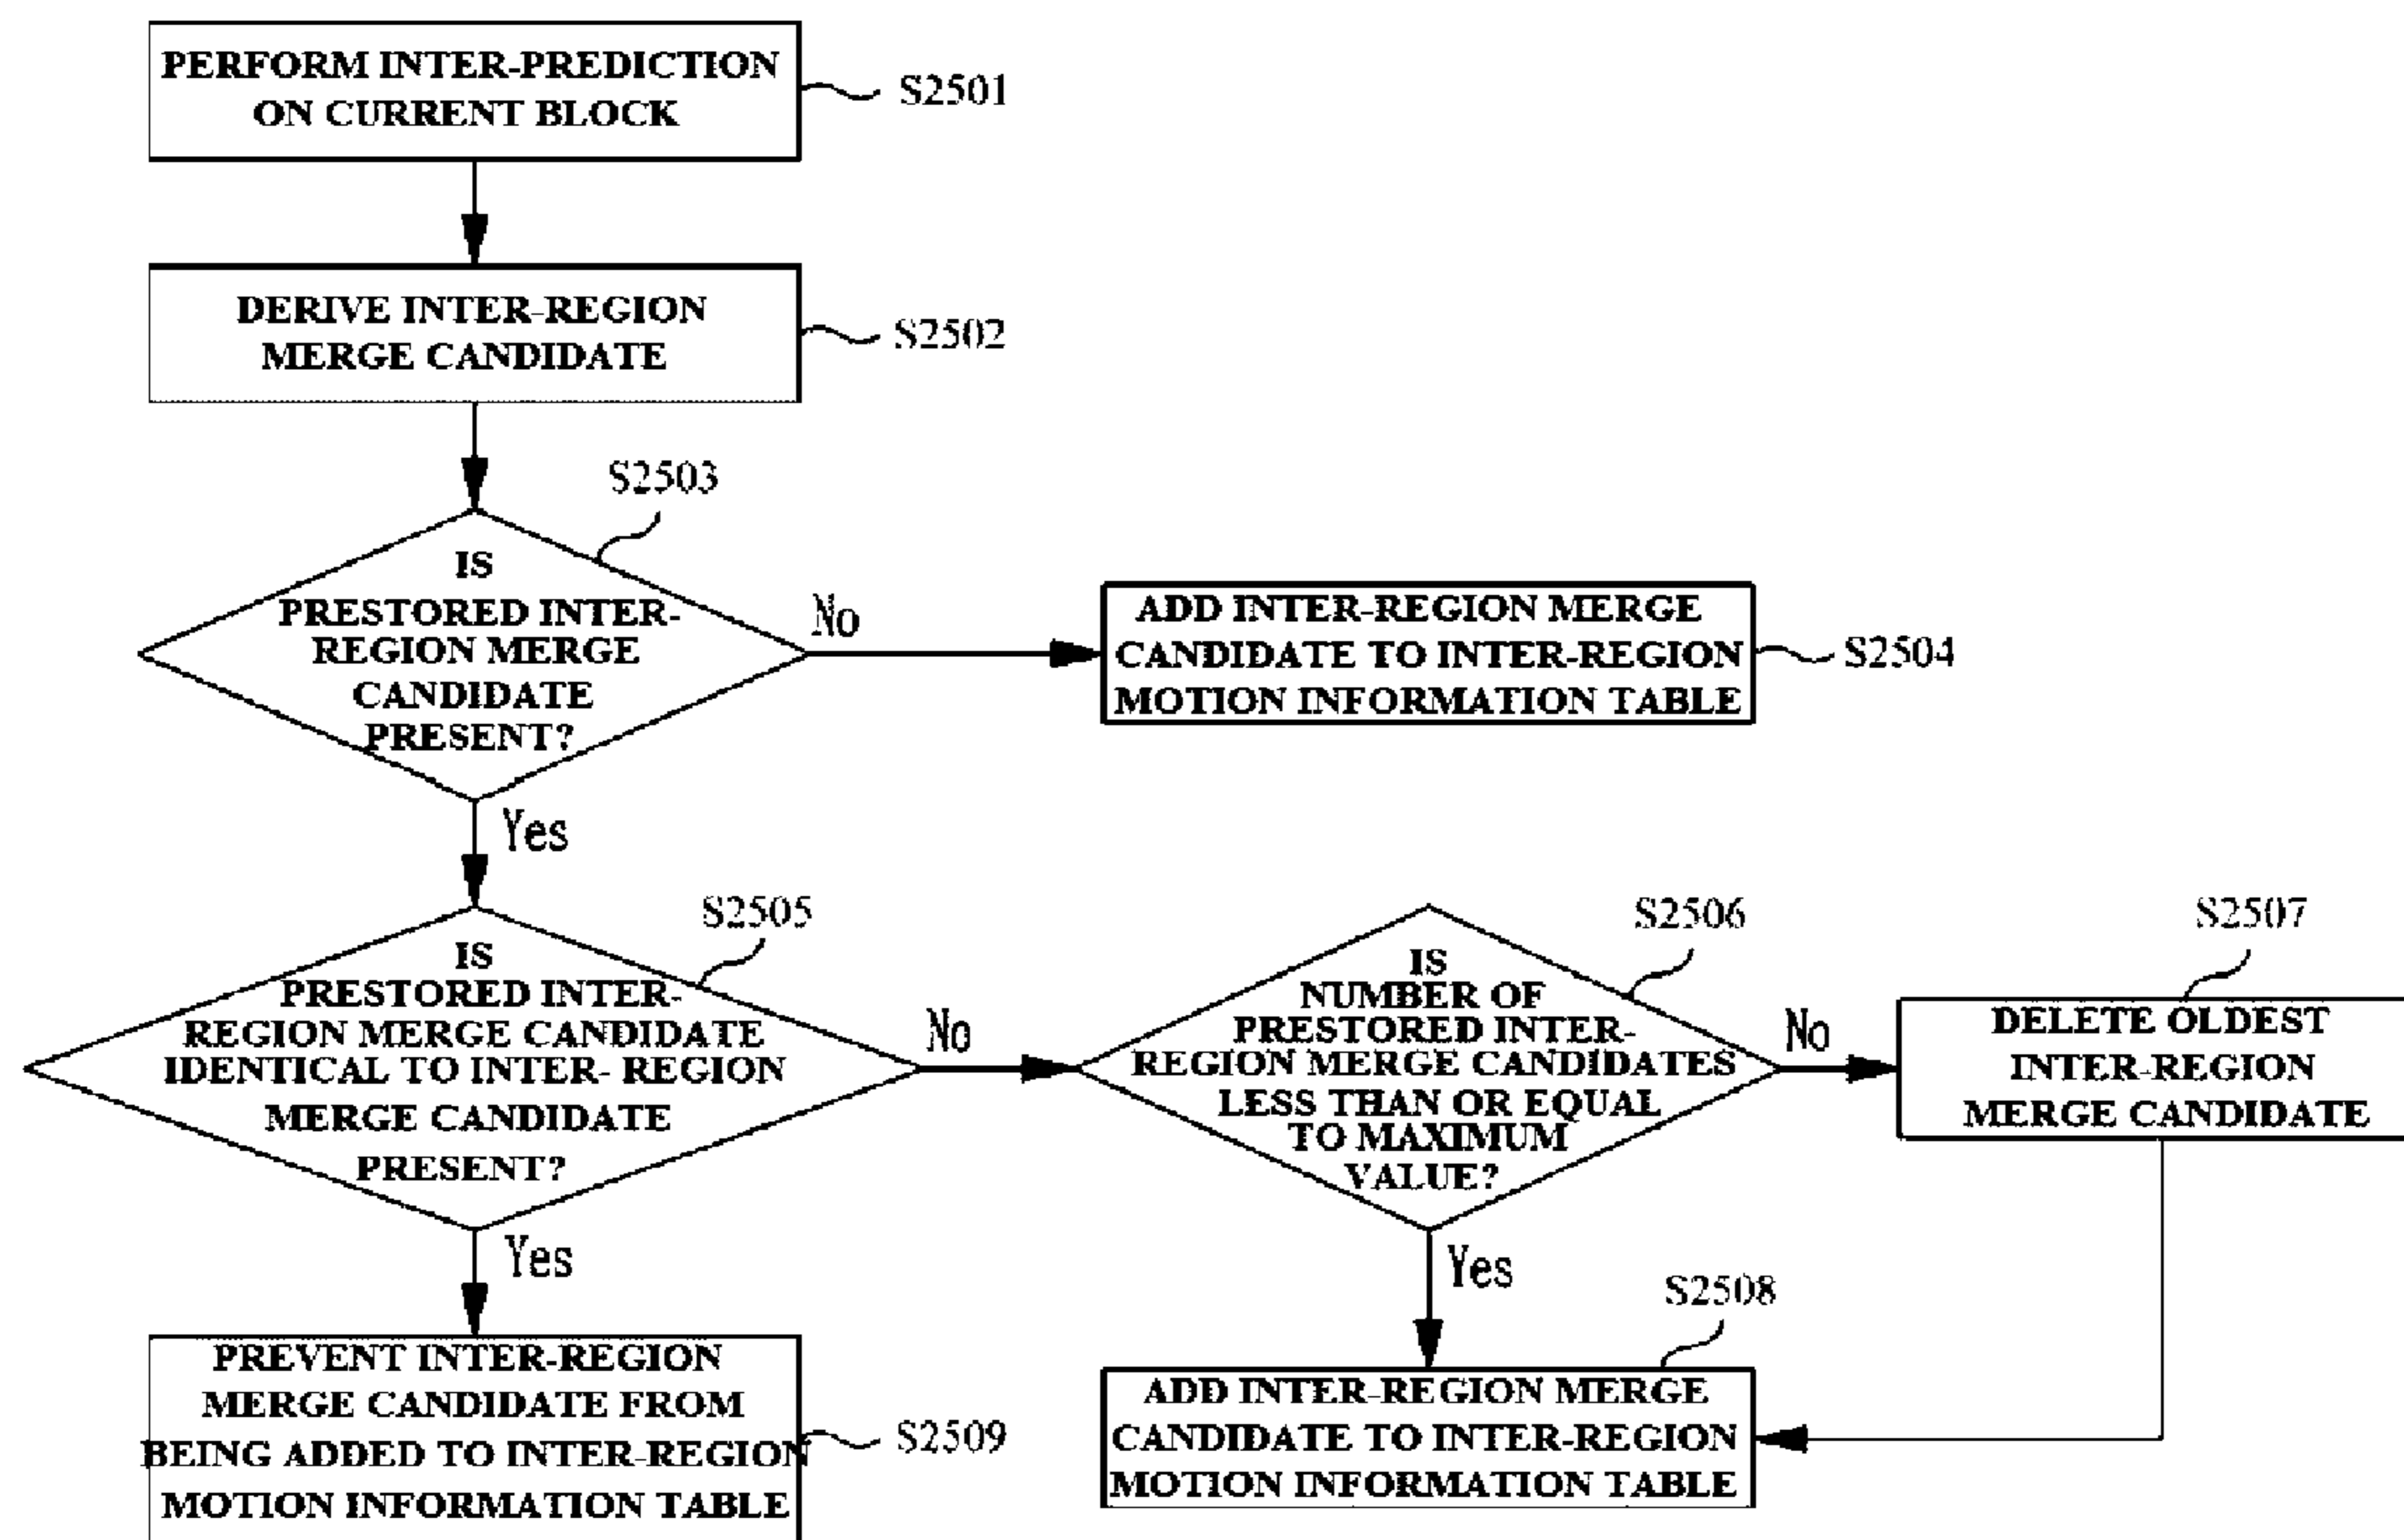 PERFORM INTER-PREDICTION
ON CURRENT BLOCK
S2501
DERIVE INTER-REGION
MERGE CANDIDATE
S2502
S2503
IS
PRESTORED INTER-
REGION MERGE
CANDIDATE
PRESENT?
No
ADD INTER-REGION MERGE
CANDIDATE TO INTER-REGION
MOTION INFORMATION TABLE
S2504
Yes
S2505
IS
PRESTORED INTER-
REGION MERGE CANDIDATE
IDENTICAL TO INTER- REGION
MERGE CANDIDATE
PRESENT?
No
S2506
IS
NUMBER OF
PRESTORED INTER-
REGION MERGE CANDIDATES
LESS THAN OR EQUAL
TO MAXIMUM
VALUE?
No
S2507
DELETE OLDEST
INTER-REGION
MERGE CANDIDATE
Yes
PREVENT INTER-REGION
MERGE CANDIDATE FROM
BEING ADDED TO INTER-REGION
MOTION INFORMATION TABLE
S2509
Yes
S2508
ADD INTER-REGION MERGE
CANDIDATE TO INTER-REGION
MOTION INFORMATION TABLE